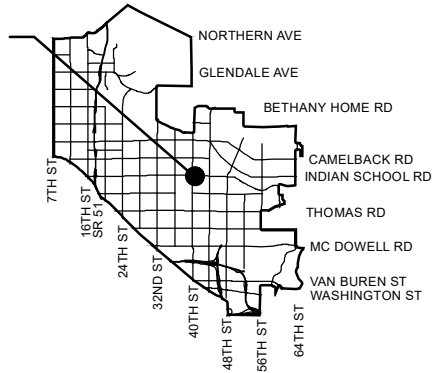 NORTHERN AVE
GLENDALE AVE
BETHANY HOME RD
CAMELBACK RD
INDIAN SCHOOL RD
THOMAS RD
MC DOWELL RD
VAN BUREN ST
WASHINGTON ST
7TH ST
16TH ST
SR 51
24TH ST
32ND ST
40TH ST
48TH ST
56TH ST
64TH ST